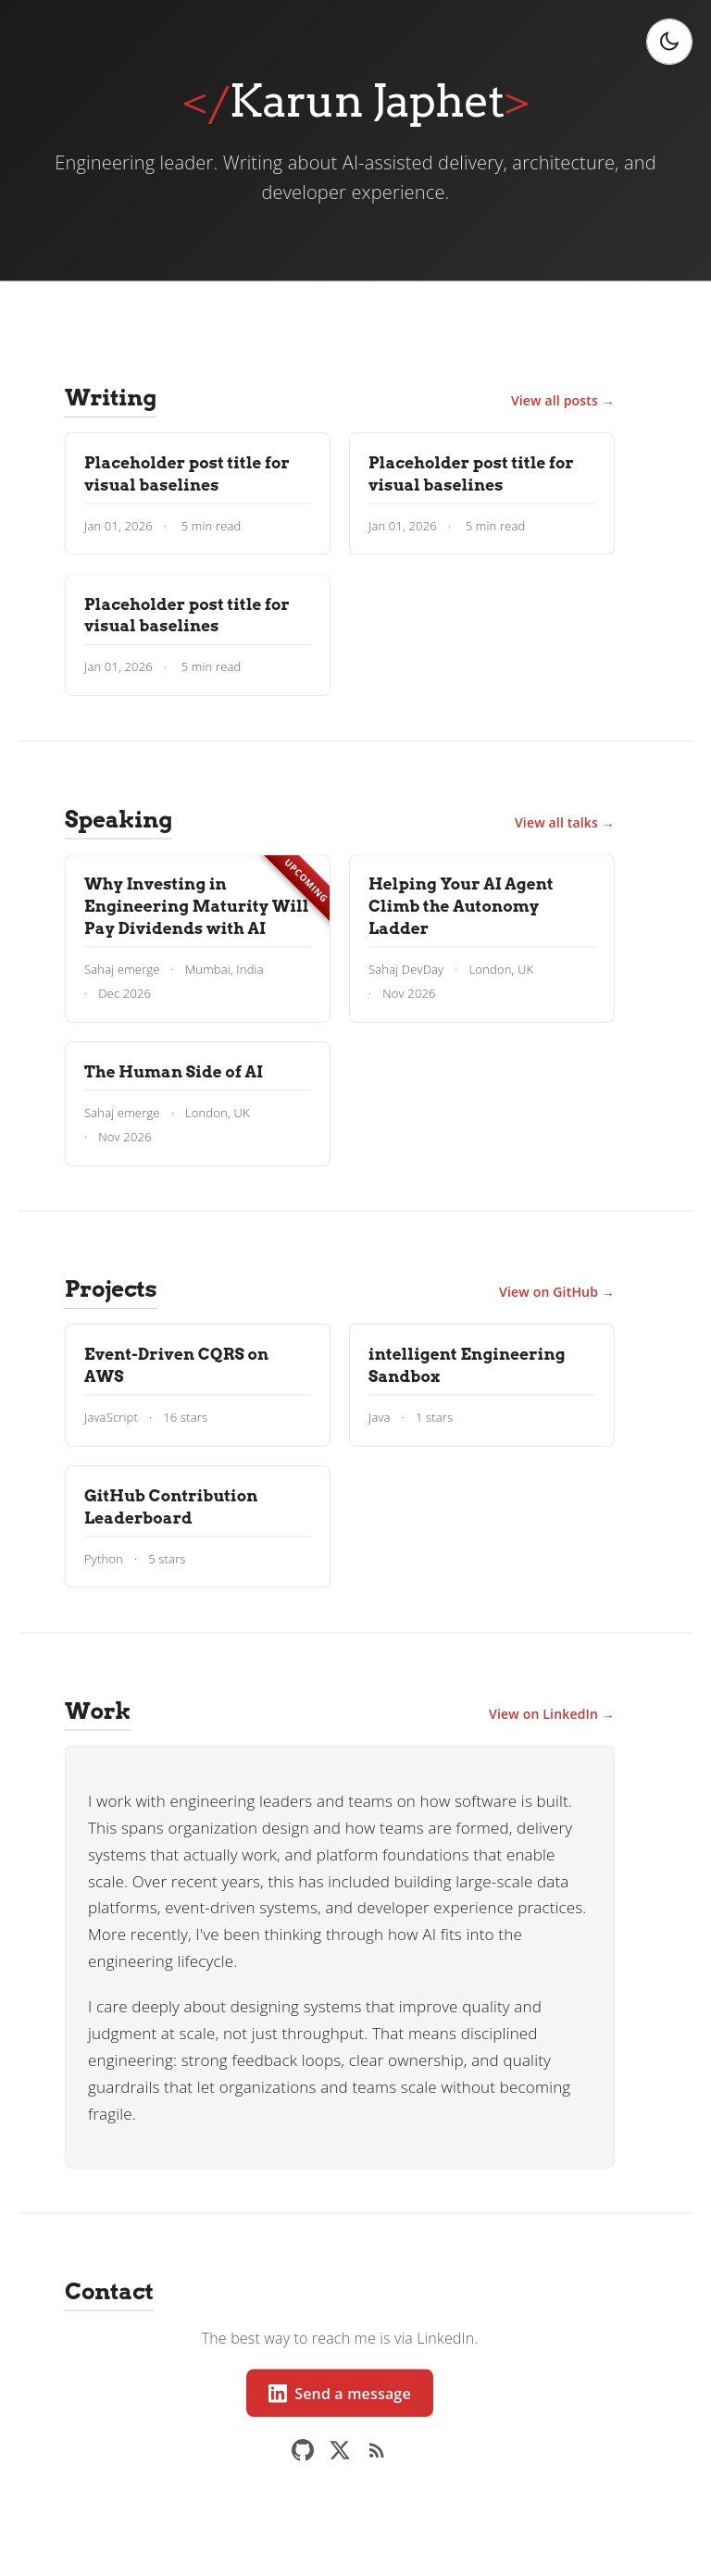 </Karun Japhet>
Engineering leader. Writing about AI-assisted delivery, architecture, and
developer experience.
Writing
View all posts →
Placeholder post title for
visual baselines
Jan 01, 2026 · 5 min read
Placeholder post title for
visual baselines
Jan 01, 2026 · 5 min read
Placeholder post title for
visual baselines
Jan 01, 2026 · 5 min read
Speaking
View all talks →
UPCOMING
Why Investing in
Engineering Maturity Will
Pay Dividends with AI
Sahaj emerge · Mumbai, India
· Dec 2026
Helping Your AI Agent
Climb the Autonomy
Ladder
Sahaj DevDay · London, UK
· Nov 2026
The Human Side of AI
Sahaj emerge · London, UK
· Nov 2026
Projects
View on GitHub →
Event-Driven CQRS on
AWS
JavaScript · 16 stars
intelligent Engineering
Sandbox
Java · 1 stars
GitHub Contribution
Leaderboard
Python · 5 stars
Work
View on LinkedIn →
I work with engineering leaders and teams on how software is built.
This spans organization design and how teams are formed, delivery
systems that actually work, and platform foundations that enable
scale. Over recent years, this has included building large-scale data
platforms, event-driven systems, and developer experience practices.
More recently, I've been thinking through how AI fits into the
engineering lifecycle.
I care deeply about designing systems that improve quality and
judgment at scale, not just throughput. That means disciplined
engineering: strong feedback loops, clear ownership, and quality
guardrails that let organizations and teams scale without becoming
fragile.
Contact
The best way to reach me is via LinkedIn.
Send a message